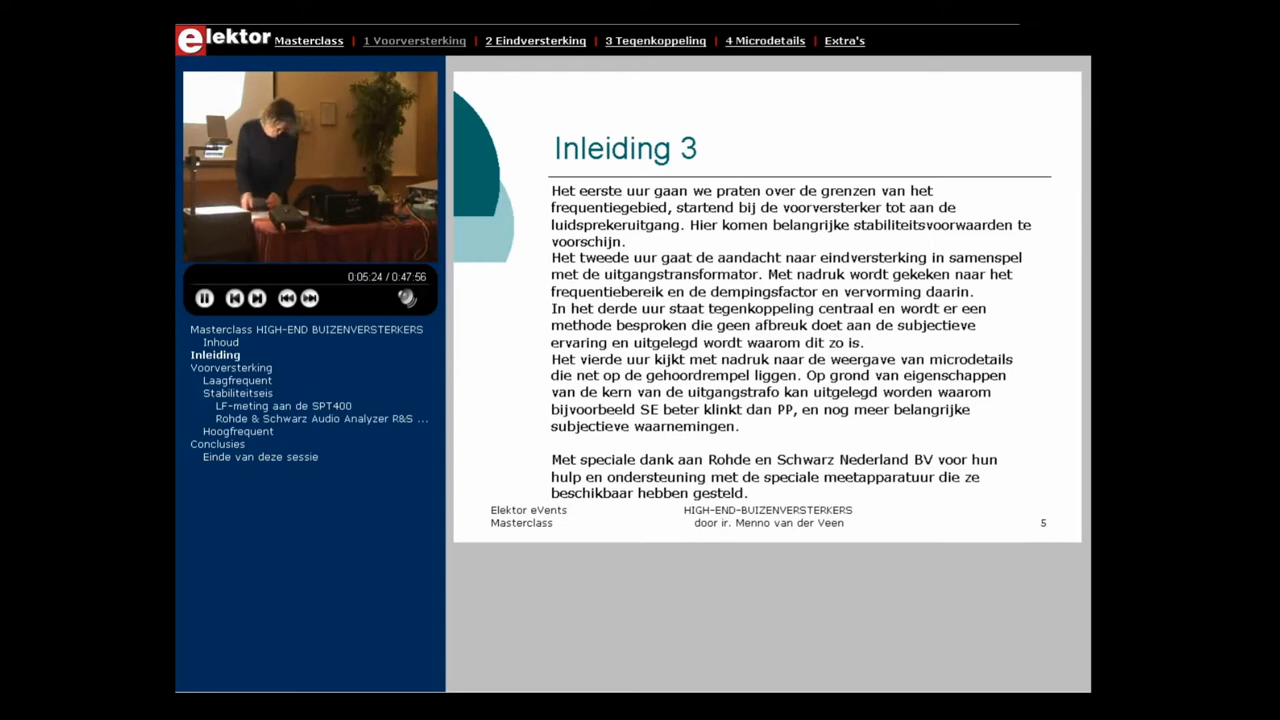 elektor Masterclass | 1 Voorversterking | 2 Eindversterking | 3 Tegenkoppeling | 4 Microdetails | Extra's
0:05:24 / 0:47:56
Masterclass HIGH-END BUIZENVERSTERKERS
Inhoud
Inleiding
Voorversterking
Laagfrequent
Stabiliteitseis
LF-meting aan de SPT400
Rohde & Schwarz Audio Analyzer R&S ...
Hoogfrequent
Conclusies
Einde van deze sessie
Inleiding 3
Het eerste uur gaan we praten over de grenzen van het
frequentiegebied, startend bij de voorversterker tot aan de
luidsprekeruitgang. Hier komen belangrijke stabiliteitsvoorwaarden te
voorschijn.
Het tweede uur gaat de aandacht naar eindversterking in samenspel
met de uitgangstransformator. Met nadruk wordt gekeken naar het
frequentiebereik en de dempingsfactor en vervorming daarin.
In het derde uur staat tegenkoppeling centraal en wordt er een
methode besproken die geen afbreuk doet aan de subjectieve
ervaring en uitgelegd wordt waarom dit zo is.
Het vierde uur kijkt met nadruk naar de weergave van microdetails
die net op de gehoordrempel liggen. Op grond van eigenschappen
van de kern van de uitgangstrafo kan uitgelegd worden waarom
bijvoorbeeld SE beter klinkt dan PP, en nog meer belangrijke
subjectieve waarnemingen.
Met speciale dank aan Rohde en Schwarz Nederland BV voor hun
hulp en ondersteuning met de speciale meetapparatuur die ze
beschikbaar hebben gesteld.
Elektor eVents
Masterclass
HIGH-END-BUIZENVERSTERKERS
door ir. Menno van der Veen
5